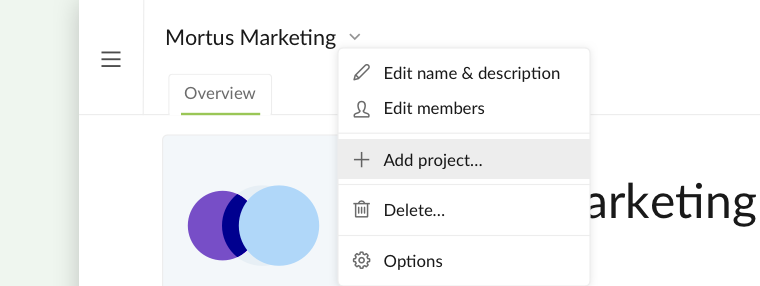 Mortus Marketing
Overview
Edit name & description
Edit members
Add project...
Delete...
Options
arketing